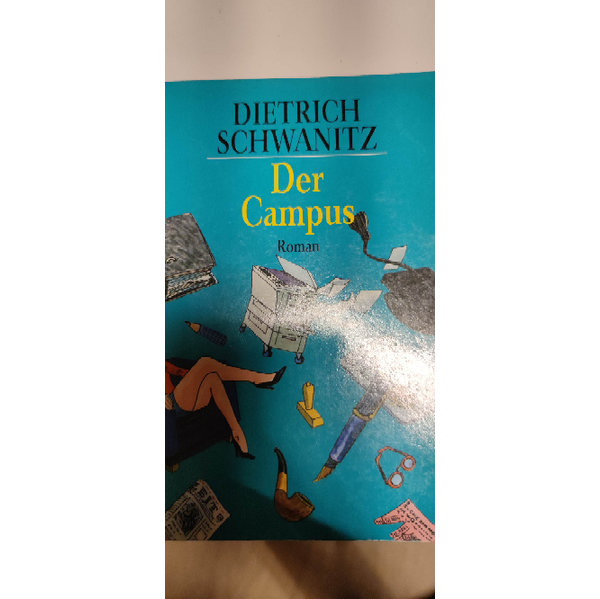 DIETRICH
SCHWANITZ
Der
Campus
Roman